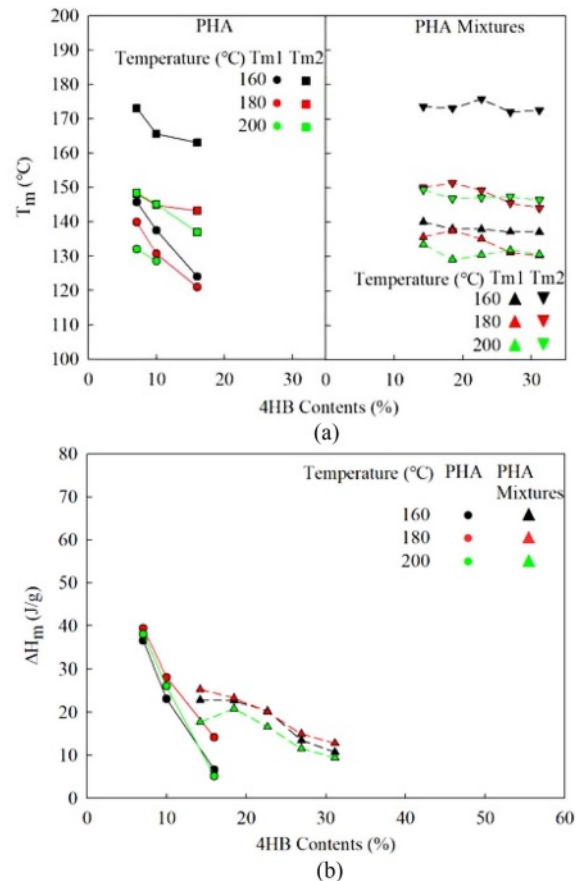 PHA
PHA Mixtures
Temperature (℃) Tm1 Tm2
160
180
200
Temperature (℃) Tm1 Tm2
160
180
200
Tm (℃)
200
190
180
170
160
150
140
130
120
110
100
0 10 20 30 0 10 20 30
4HB Contents (%) 4HB Contents (%)
(a)
Temperature (℃) PHA PHA
Mixtures
160
180
200
ΔHm (J/g)
80
70
60
50
40
30
20
10
0
0 10 20 30 40 50 60
4HB Contents (%)
(b)